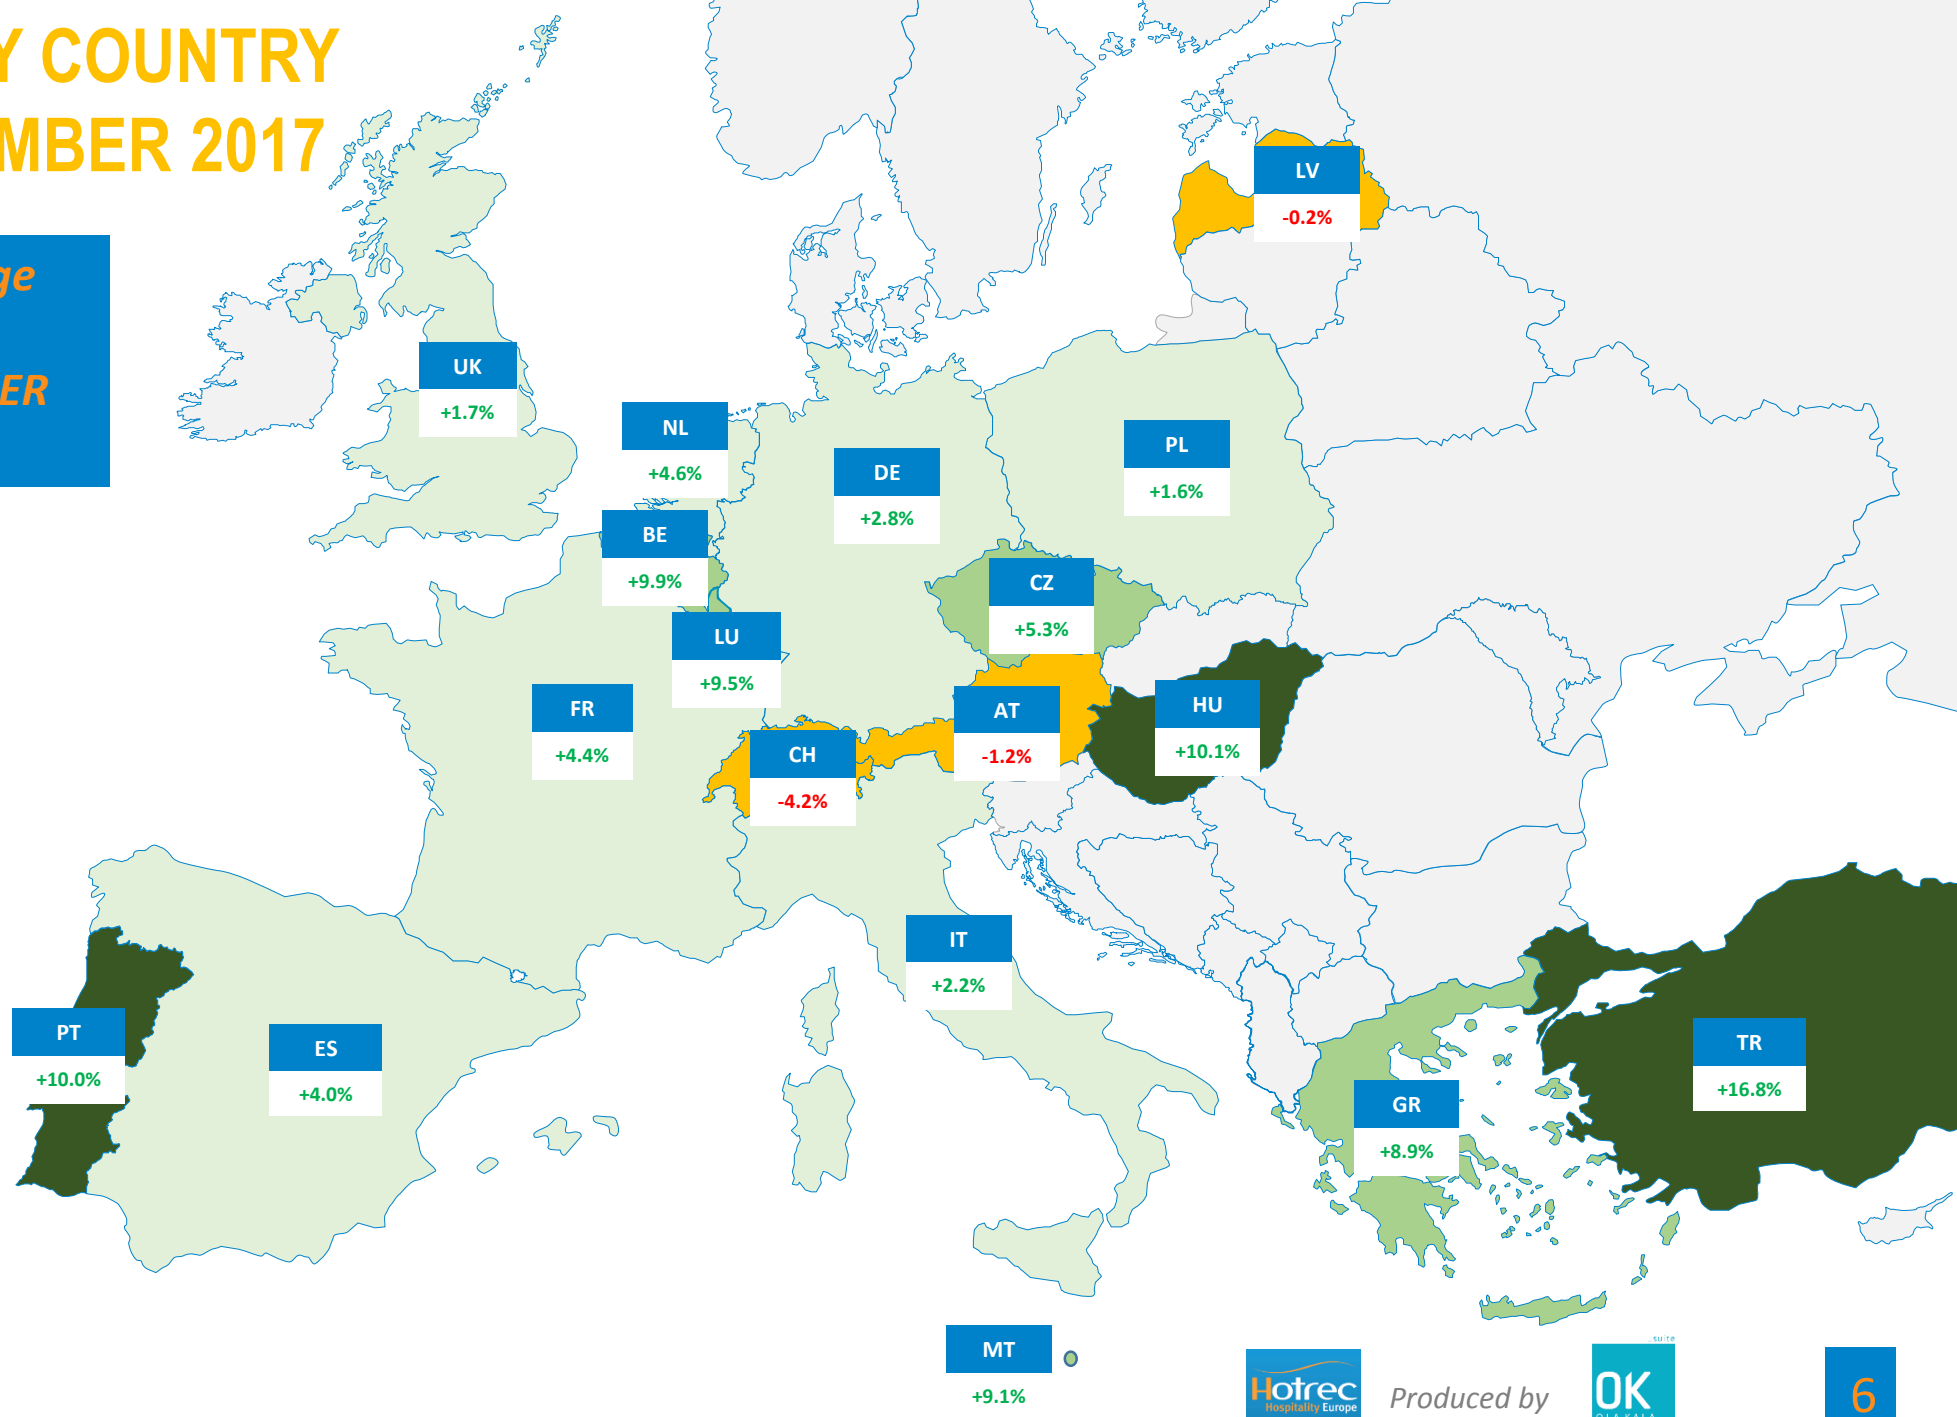 Y COUNTRY
MBER 2017
ge
ER
LV
-0.2%
UK
+1.7%
NL
+4.6%
PL
+1.6%
DE
+2.8%
BE
+9.9%
CZ
+5.3%
LU
+9.5%
FR
+4.4%
AT
-1.2%
HU
+10.1%
CH
-4.2%
IT
+2.2%
PT
+10.0%
ES
+4.0%
TR
+16.8%
GR
+8.9%
MT
+9.1%
Hotrec
Hospitality Europe
Produced by
suite
OK
6